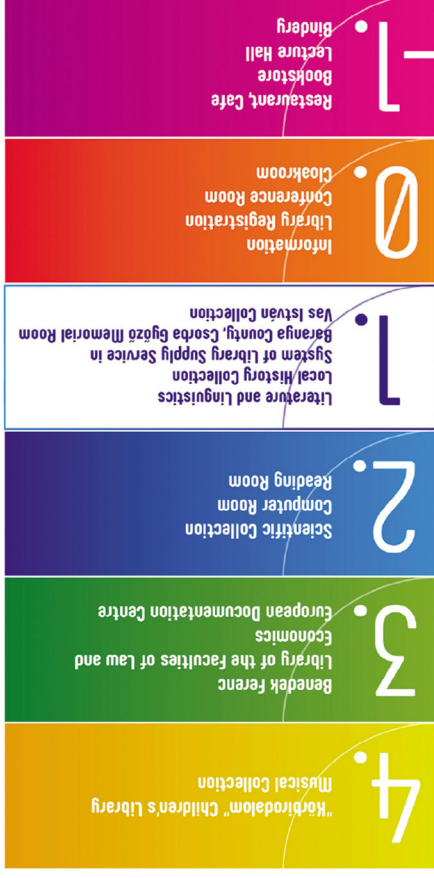 4.
"Körbirodalom" Children's Library
Musical Collection
3.
Benedek Ferenc
Library of the Faculties of Law and
Economics
European Documentation Centre
2.
Scientific Collection
Computer Room
Reading Room
1.
Literature and Linguistics
Local History Collection
System of Library Supply Service in
Baranya County, Csorba Győző Memorial Room
Vas István Collection
0.
Information
Library Registration
Conference Room
Cloakroom
-1.
Restaurant, Cafe
Bookstore
Lecture Hall
Bindery